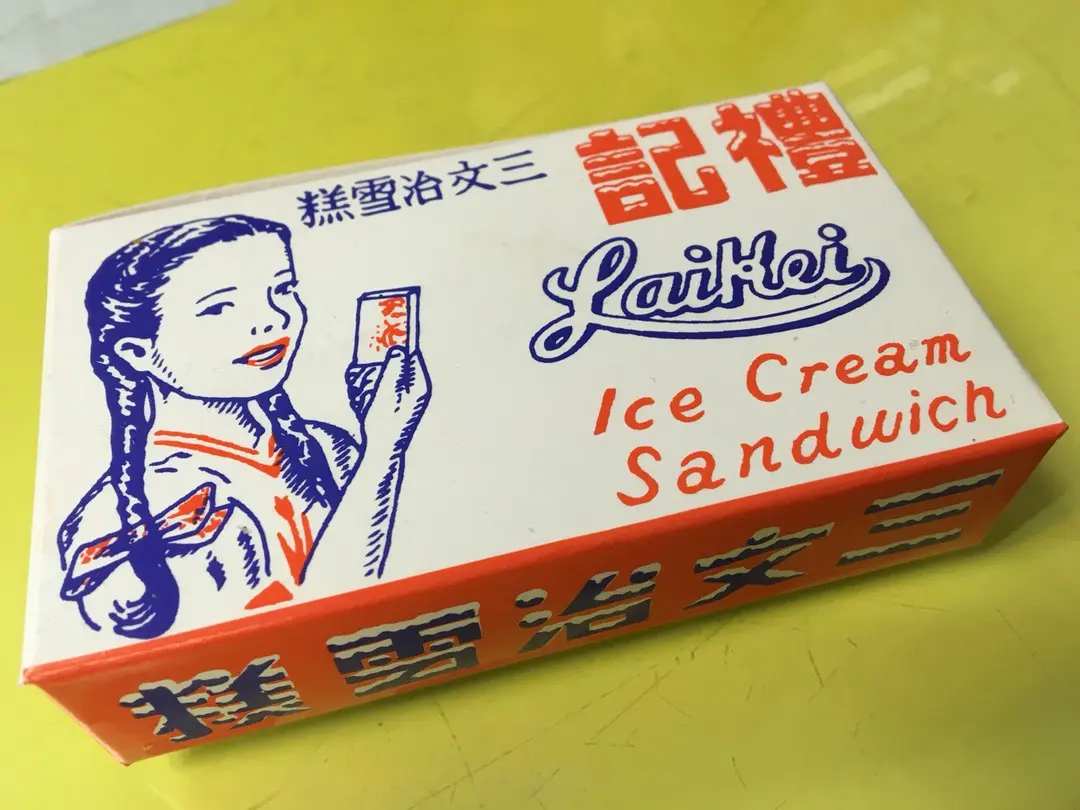 禮記
三文治雪糕
LaiKei
Ice Cream
Sandwich
三文治雪糕